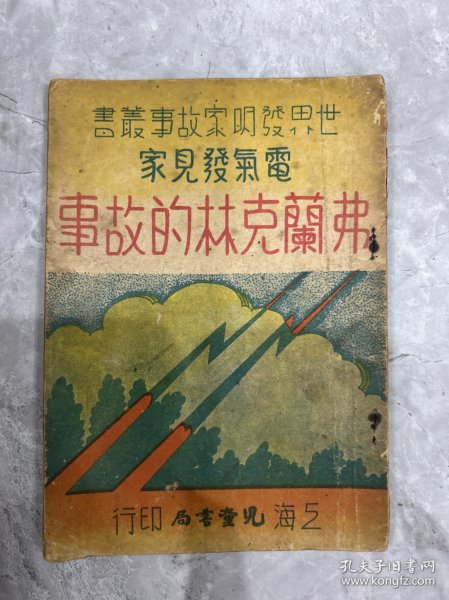 世界發明家故事叢書
電氣發見家
弗蘭克林的故事
上海兒童書局印行
孔夫子旧书网
www.kongfz.com